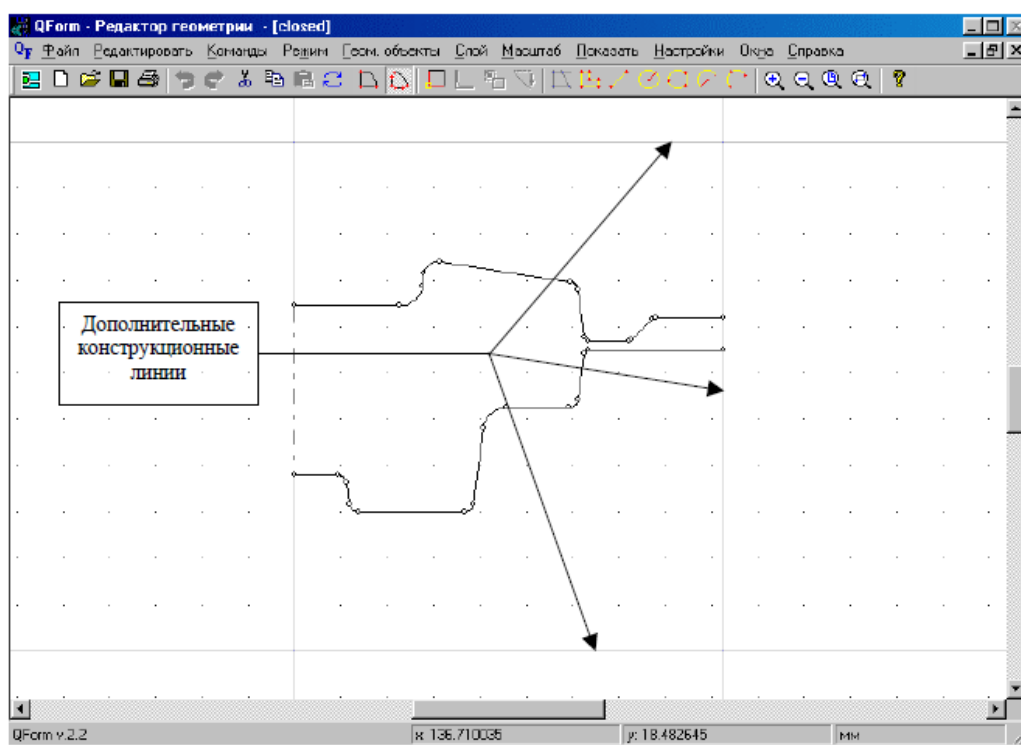 QForm - Редактор геометрии - [closed]
Файл Редактировать Команды Режим Геом. объекты Слой Масштаб Показать Настройки Окна Справка
Дополнительные
конструкционные
линии
QForm v.2.2 x: 136.710035 y: 18.482645 мм